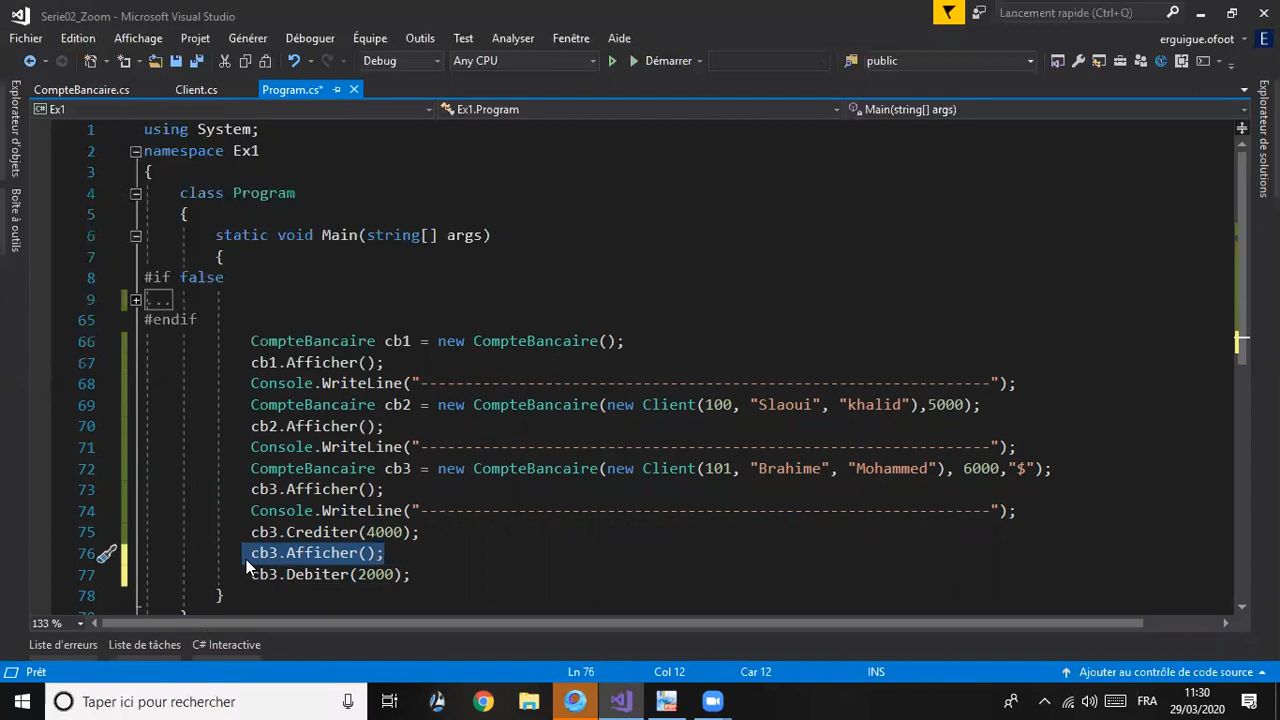 Serie02_Zoom - Microsoft Visual Studio
Lancement rapide (Ctrl+Q)
Fichier Edition Affichage Projet Générer Déboguer Équipe Outils Test Analyser Fenêtre Aide
erguigue.ofoot E
Debug Any CPU Démarrer public
CompteBancaire.cs Client.cs Program.cs*
Ex1 Ex1.Program Main(string[] args)
Explorateur d'objets
Boîte à outils
Explorateur de solutions
1 using System;
2 namespace Ex1
3 {
4 class Program
5 {
6 static void Main(string[] args)
7 {
8 #if false
9 ...
65 #endif
66 CompteBancaire cb1 = new CompteBancaire();
67 cb1.Afficher();
68 Console.WriteLine("----------------------------------------------------------------");
69 CompteBancaire cb2 = new CompteBancaire(new Client(100, "Slaoui", "khalid"),5000);
70 cb2.Afficher();
71 Console.WriteLine("----------------------------------------------------------------");
72 CompteBancaire cb3 = new CompteBancaire(new Client(101, "Brahime", "Mohammed"), 6000,"$");
73 cb3.Afficher();
74 Console.WriteLine("----------------------------------------------------------------");
75 cb3.Crediter(4000);
76 cb3.Afficher();
77 cb3.Debiter(2000);
78 }
133 %
Liste d'erreurs Liste de tâches C# Interactive
Prêt Ln 76 Col 12 Car 12 INS Ajouter au contrôle de code source
Taper ici pour rechercher
FRA
11:30
29/03/2020